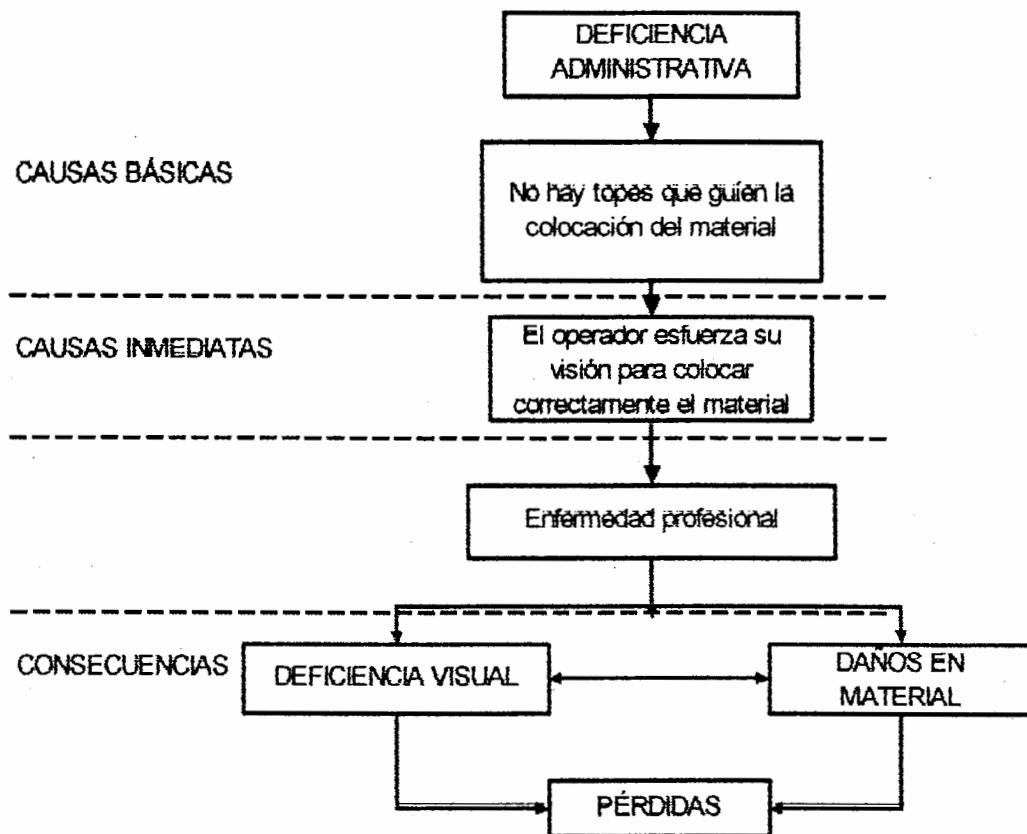 DEFICIENCIA
ADMINISTRATIVA
CAUSAS BÁSICAS
No hay topes que guíen la
colocación del material
CAUSAS INMEDIATAS
El operador esfuerza su
visión para colocar
correctamente el material
Enfermedad profesional
CONSECUENCIAS
DEFICIENCIA VISUAL
DAÑOS EN
MATERIAL
PÉRDIDAS